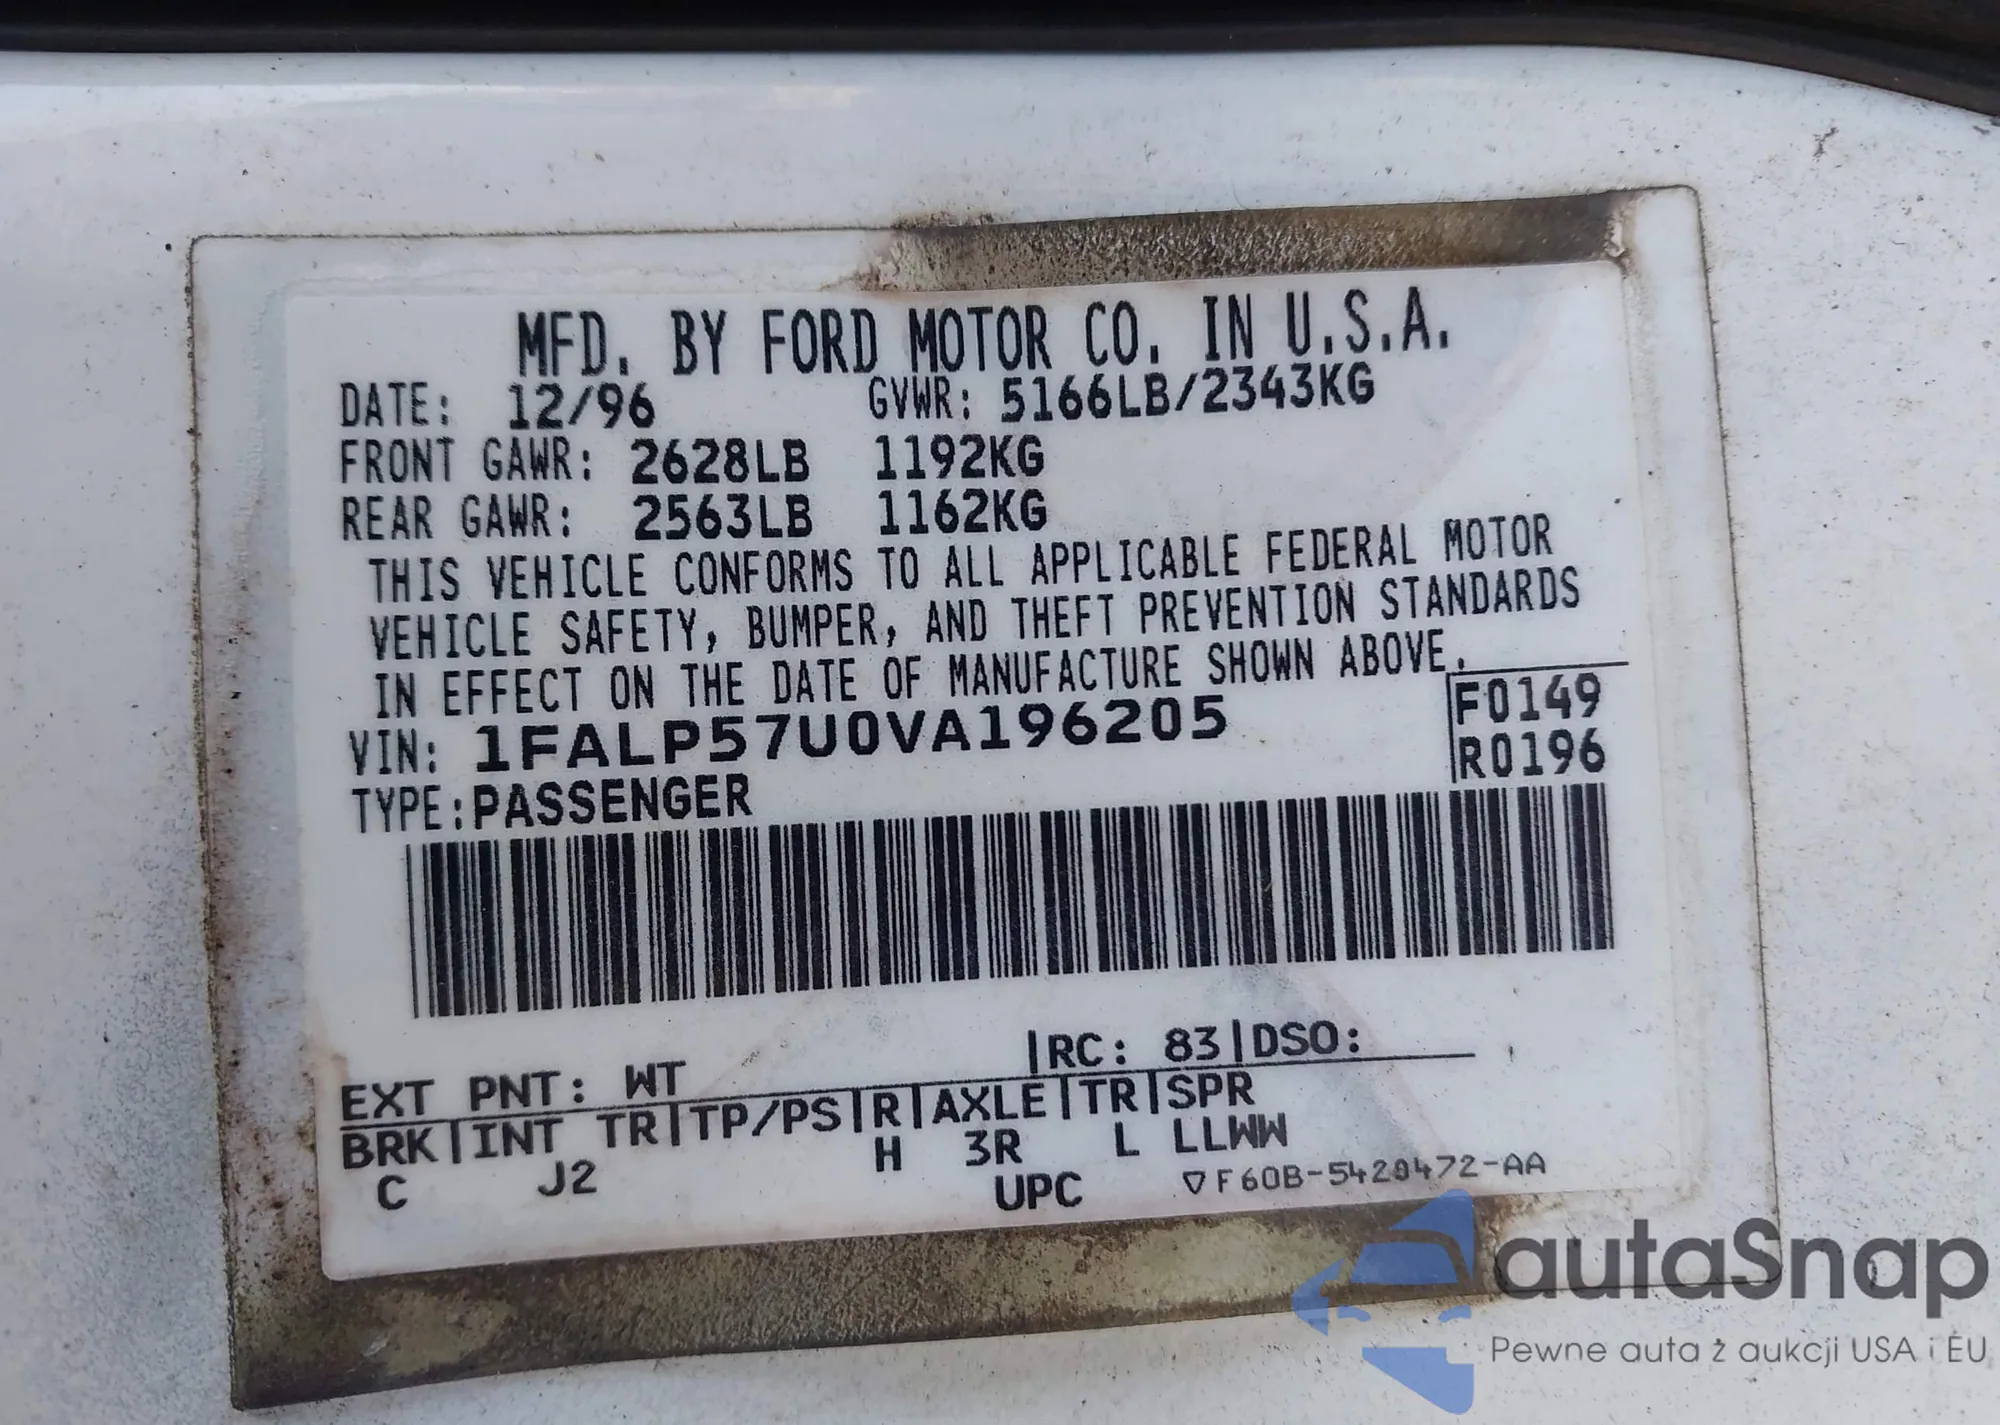 MFD. BY FORD MOTOR CO. IN U.S.A.
DATE: 12/96 GVWR: 5166LB/2343KG
FRONT GAWR: 2628LB 1192KG
REAR GAWR: 2563LB 1162KG
THIS VEHICLE CONFORMS TO ALL APPLICABLE FEDERAL MOTOR
VEHICLE SAFETY, BUMPER, AND THEFT PREVENTION STANDARDS
IN EFFECT ON THE DATE OF MANUFACTURE SHOWN ABOVE.
VIN: 1FALP57U0VA196205
F0149
R0196
TYPE:PASSENGER
EXT PNT: WT |RC: 83|DSO:
BRK|INT TR|TP/PS|R|AXLE|TR|SPR
C J2 H 3R L LLWW
UPC ▽F60B-5420472-AA
autaSnap
Pewne auta z aukcji USA i EU